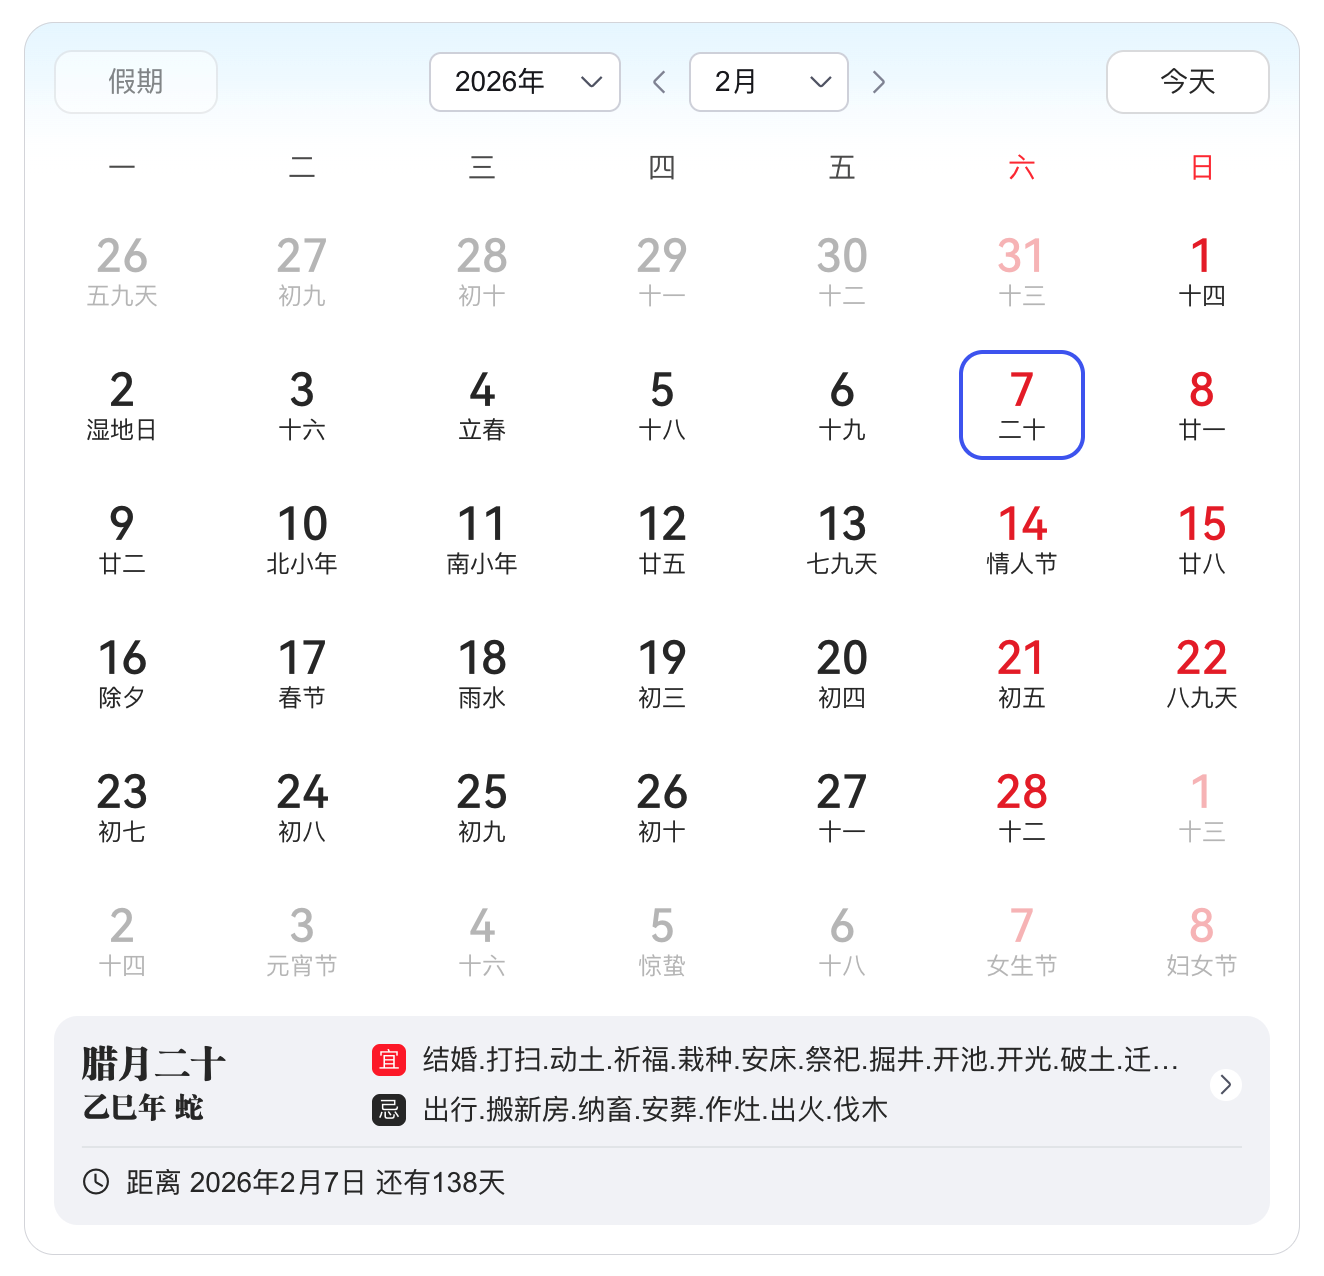 假期 2026年 2月 今天
一 二 三 四 五 六 日
26 27 28 29 30 31 1
五九天 初九 初十 十一 十二 十三 十四
2 3 4 5 6 7 8
湿地日 十六 立春 十八 十九 二十 廿一
9 10 11 12 13 14 15
廿二 北小年 南小年 廿五 七九天 情人节 廿八
16 17 18 19 20 21 22
除夕 春节 雨水 初三 初四 初五 八九天
23 24 25 26 27 28 1
初七 初八 初九 初十 十一 十二 十三
2 3 4 5 6 7 8
十四 元宵节 十六 惊蛰 十八 女生节 妇女节
腊月二十
乙巳年 蛇
宜 结婚.打扫.动土.祈福.栽种.安床.祭祀.掘井.开池.开光.破土.迁...
忌 出行.搬新房.纳畜.安葬.作灶.出火.伐木
距离 2026年2月7日 还有138天